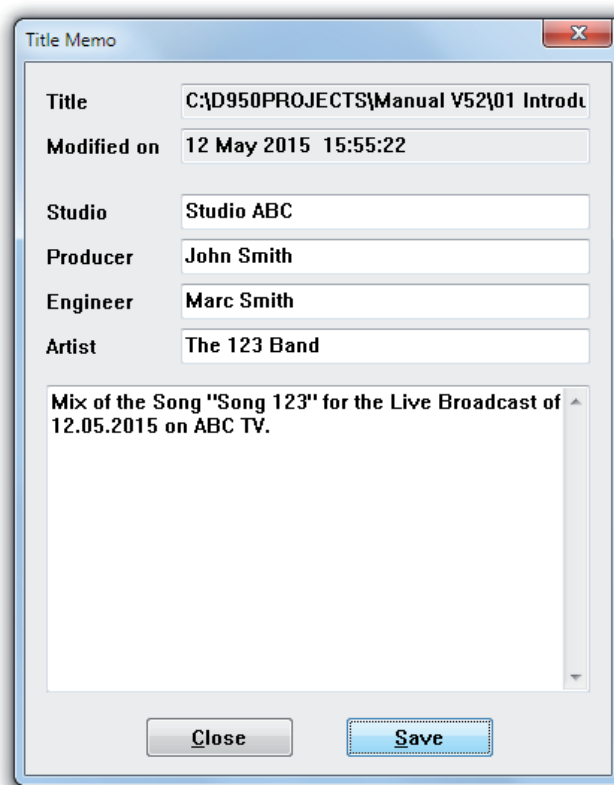 Title Memo
Title C:\D950PROJECTS\Manual V52\01 Introdu
Modified on 12 May 2015  15:55:22
Studio Studio ABC
Producer John Smith
Engineer Marc Smith
Artist The 123 Band
Mix of the Song "Song 123" for the Live Broadcast of
12.05.2015 on ABC TV.
Close Save